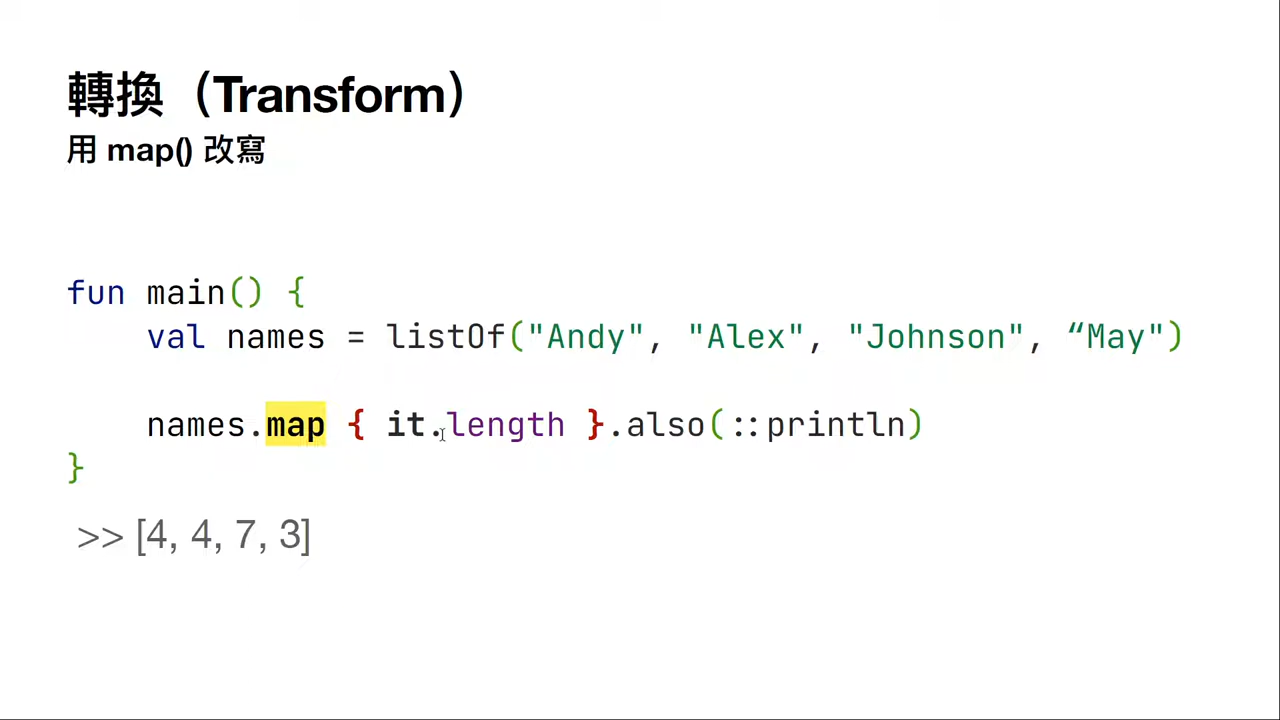 轉換（Transform）
用 map() 改寫
fun main() {
    val names = listOf("Andy", "Alex", "Johnson", “May")
    names.map { it.length }.also(::println)
}
>> [4, 4, 7, 3]